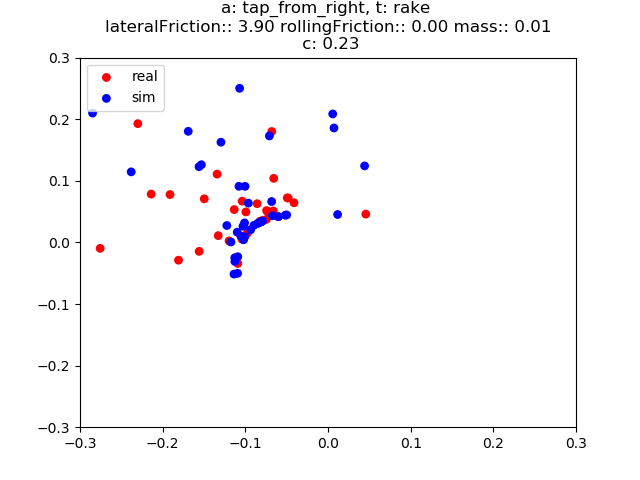 a: tap_from_right, t: rake
lateralFriction:: 3.90 rollingFriction:: 0.00 mass:: 0.01
c: 0.23
real
sim
0.3
0.2
0.1
0.0
−0.1
−0.2
−0.3
−0.3
−0.2
−0.1
0.0
0.1
0.2
0.3